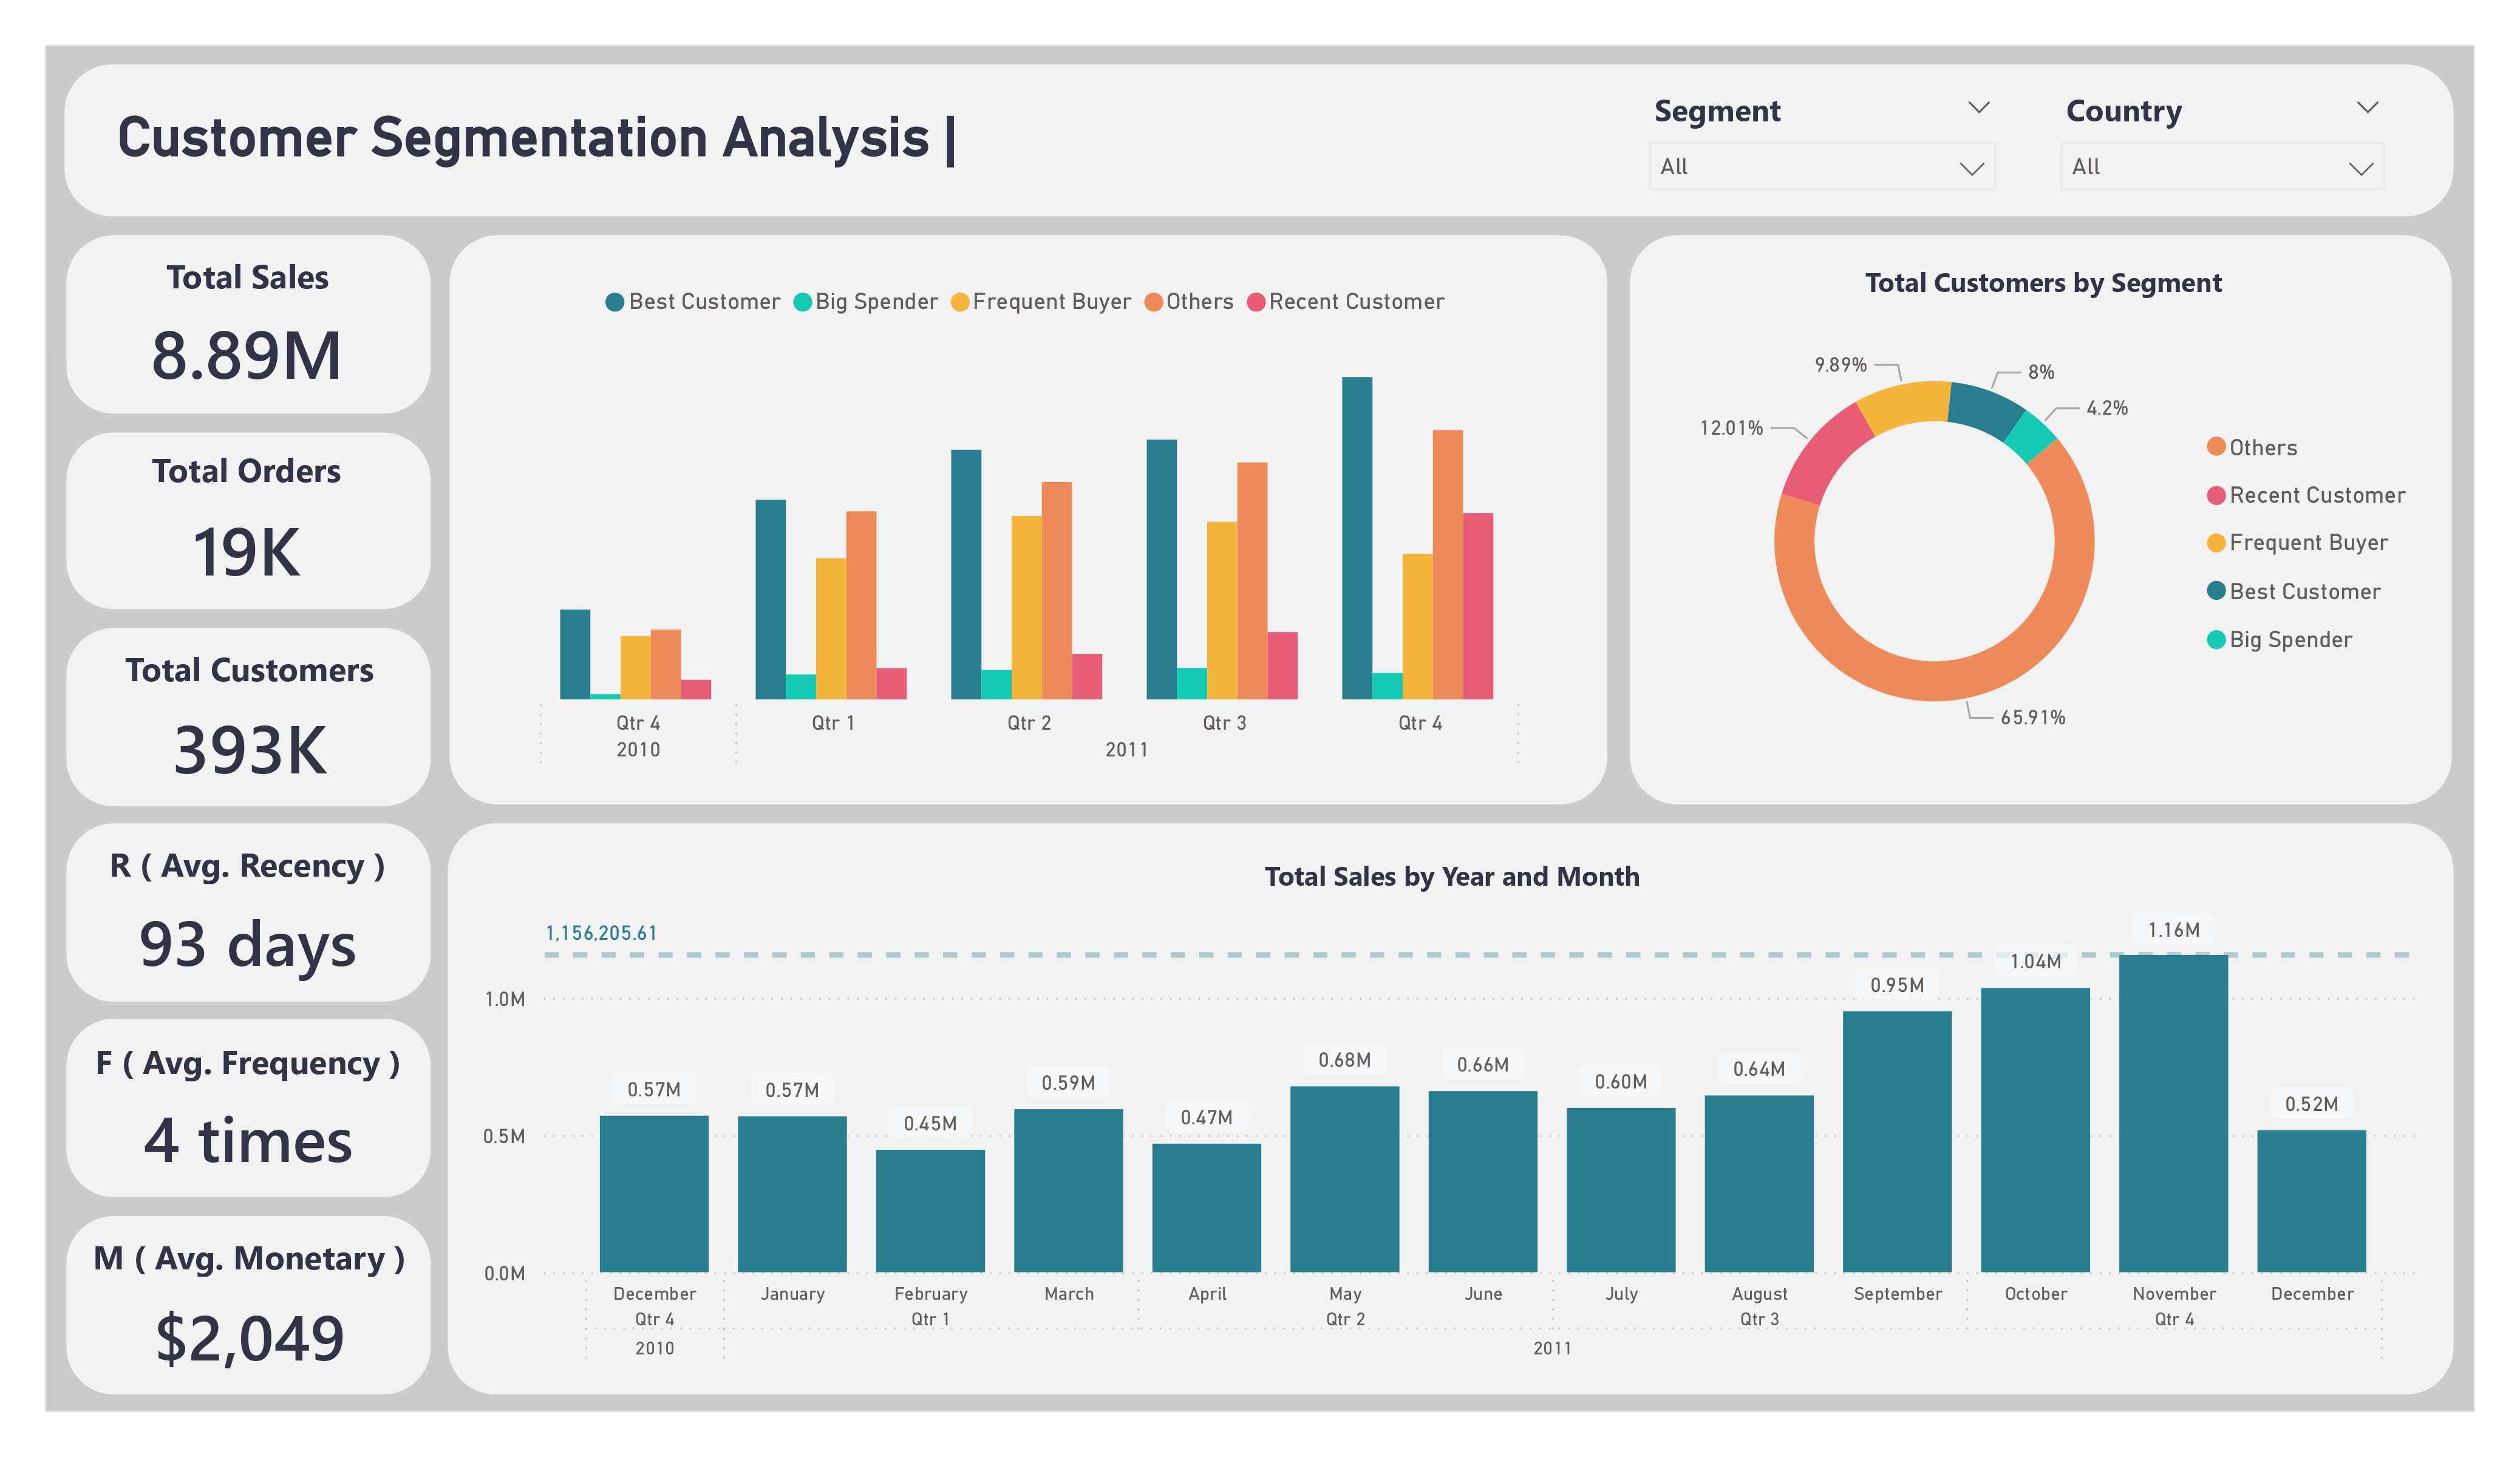 Customer Segmentation Analysis |
Segment
All
Country
All
Total Sales
8.89M
Total Orders
19K
Total Customers
393K
R ( Avg. Recency )
93 days
F ( Avg. Frequency )
4 times
M ( Avg. Monetary )
$2,049
Best Customer Big Spender Frequent Buyer Others Recent Customer
Qtr 4 Qtr 1 Qtr 2 Qtr 3 Qtr 4
2010 2011
Total Customers by Segment
9.89% 8%
4.2%
12.01%
65.91%
Others
Recent Customer
Frequent Buyer
Best Customer
Big Spender
Total Sales by Year and Month
1,156,205.61
1.0M
0.5M
0.0M
0.57M 0.57M 0.45M 0.59M 0.47M 0.68M 0.66M 0.60M 0.64M 0.95M 1.04M 1.16M 0.52M
December January February March April May June July August September October November December
Qtr 4 Qtr 1 Qtr 2 Qtr 3 Qtr 4
2010 2011